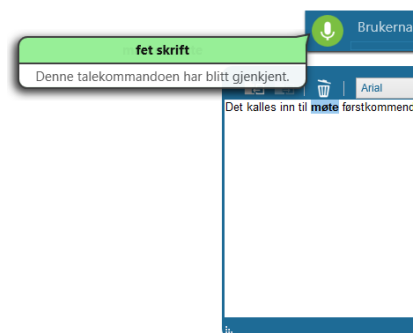 Brukerna
fet skrift
Denne talekommandoen har blitt gjenkjent.
Arial
Det kalles inn til møte førstkommend